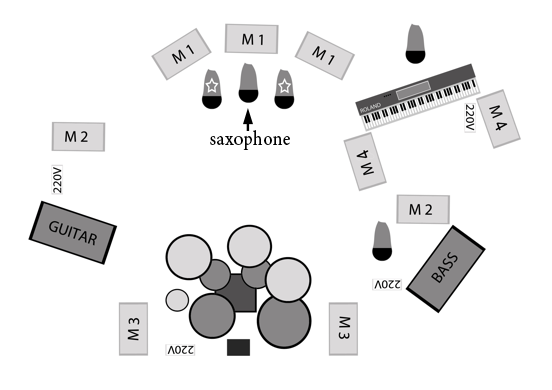 M 1
M 1
M 1
saxophone
ROLAND
220V
M 4
M 4
M 2
220V
GUITAR
M 2
BASS
220V
M 3
220V
M 3